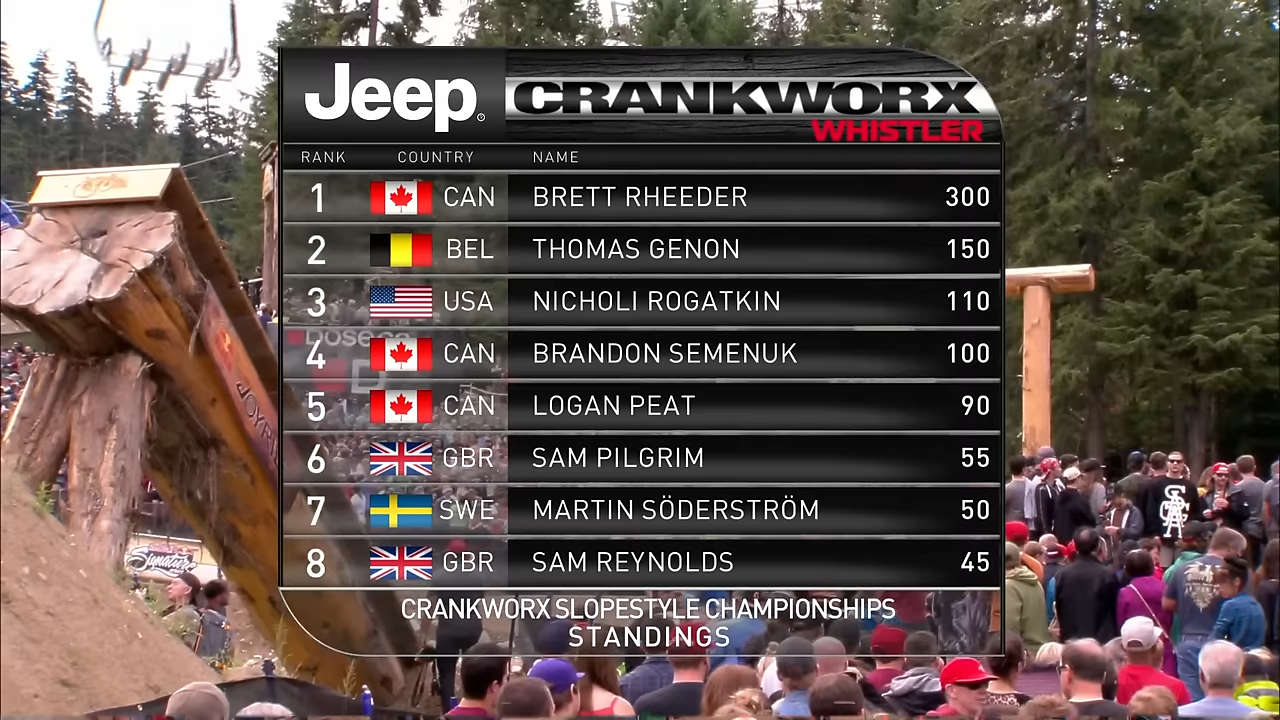 Jeep
CRANKWORX
WHISTLER
RANK COUNTRY NAME
1 CAN BRETT RHEEDER 300
2 BEL THOMAS GENON 150
3 USA NICHOLI ROGATKIN 110
4 CAN BRANDON SEMENUK 100
5 CAN LOGAN PEAT 90
6 GBR SAM PILGRIM 55
7 SWE MARTIN SÖDERSTRÖM 50
8 GBR SAM REYNOLDS 45
CRANKWORX SLOPESTYLE CHAMPIONSHIPS
STANDINGS
Signature